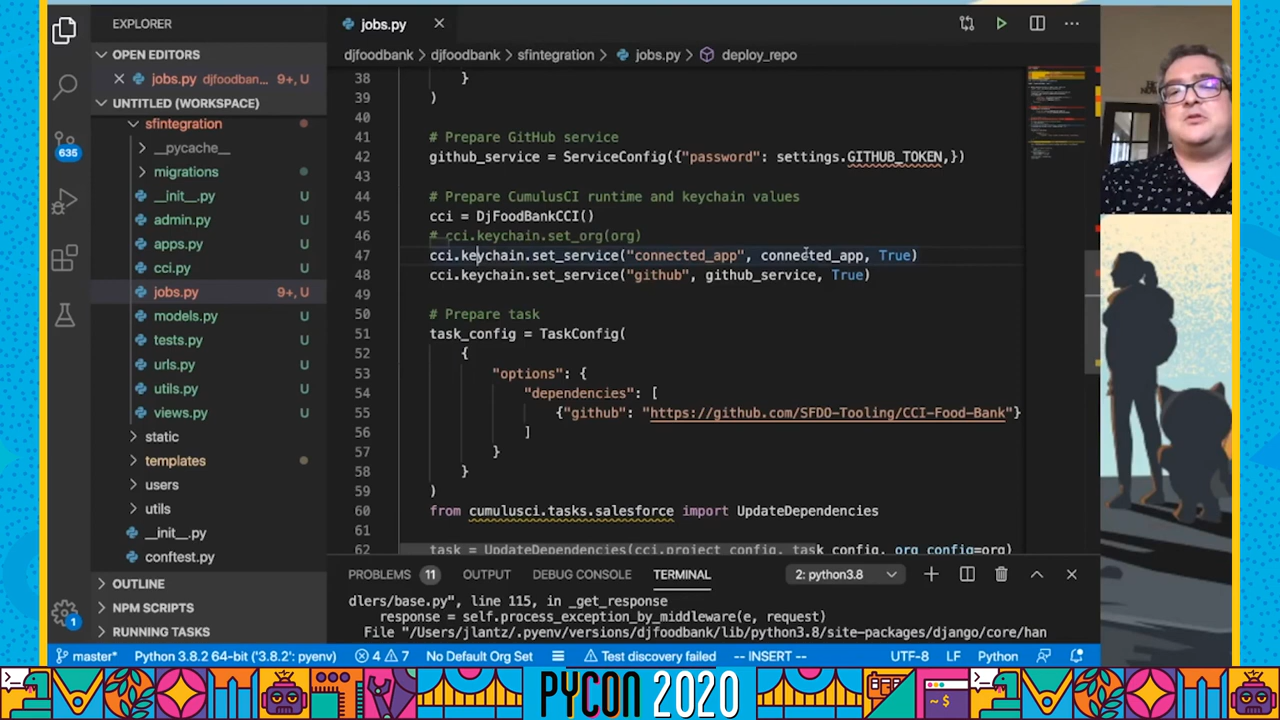 EXPLORER
OPEN EDITORS
jobs.py djfoodban... 9+, U
UNTITLED (WORKSPACE)
sfintegration
__pycache__
migrations
__init__.py U
admin.py U
apps.py U
cci.py U
jobs.py 9+, U
models.py U
tests.py U
urls.py U
utils.py U
views.py U
static
templates
users
utils
__init__.py
conftest.py
OUTLINE
NPM SCRIPTS
RUNNING TASKS
635
1
jobs.py
djfoodbank > djfoodbank > sfintegration > jobs.py > deploy_repo
38 }
39 )
40
41 # Prepare GitHub service
42 github_service = ServiceConfig({"password": settings.GITHUB_TOKEN,})
43
44 # Prepare CumulusCI runtime and keychain values
45 cci = DjFoodBankCCI()
46 # cci.keychain.set_org(org)
47 cci.keychain.set_service("connected_app", connected_app, True)
48 cci.keychain.set_service("github", github_service, True)
49
50 # Prepare task
51 task_config = TaskConfig(
52 {
53 "options": {
54 "dependencies": [
55 {"github": "https://github.com/SFDO-Tooling/CCI-Food-Bank"}
56 ]
57 }
58 }
59 )
60 from cumulusci.tasks.salesforce import UpdateDependencies
61
62 task = UpdateDependencies(cci.project_config, task_config, org_config=org)
PROBLEMS 11 OUTPUT DEBUG CONSOLE TERMINAL 2: python3.8
dlers/base.py", line 115, in _get_response
response = self.process_exception_by_middleware(e, request)
File "/Users/jlantz/.pyenv/versions/djfoodbank/lib/python3.8/site-packages/django/core/han
master* Python 3.8.2 64-bit ('3.8.2': pyenv) 4 7 No Default Org Set Test discovery failed -- INSERT -- UTF-8 LF Python
PYCON 2020
~$